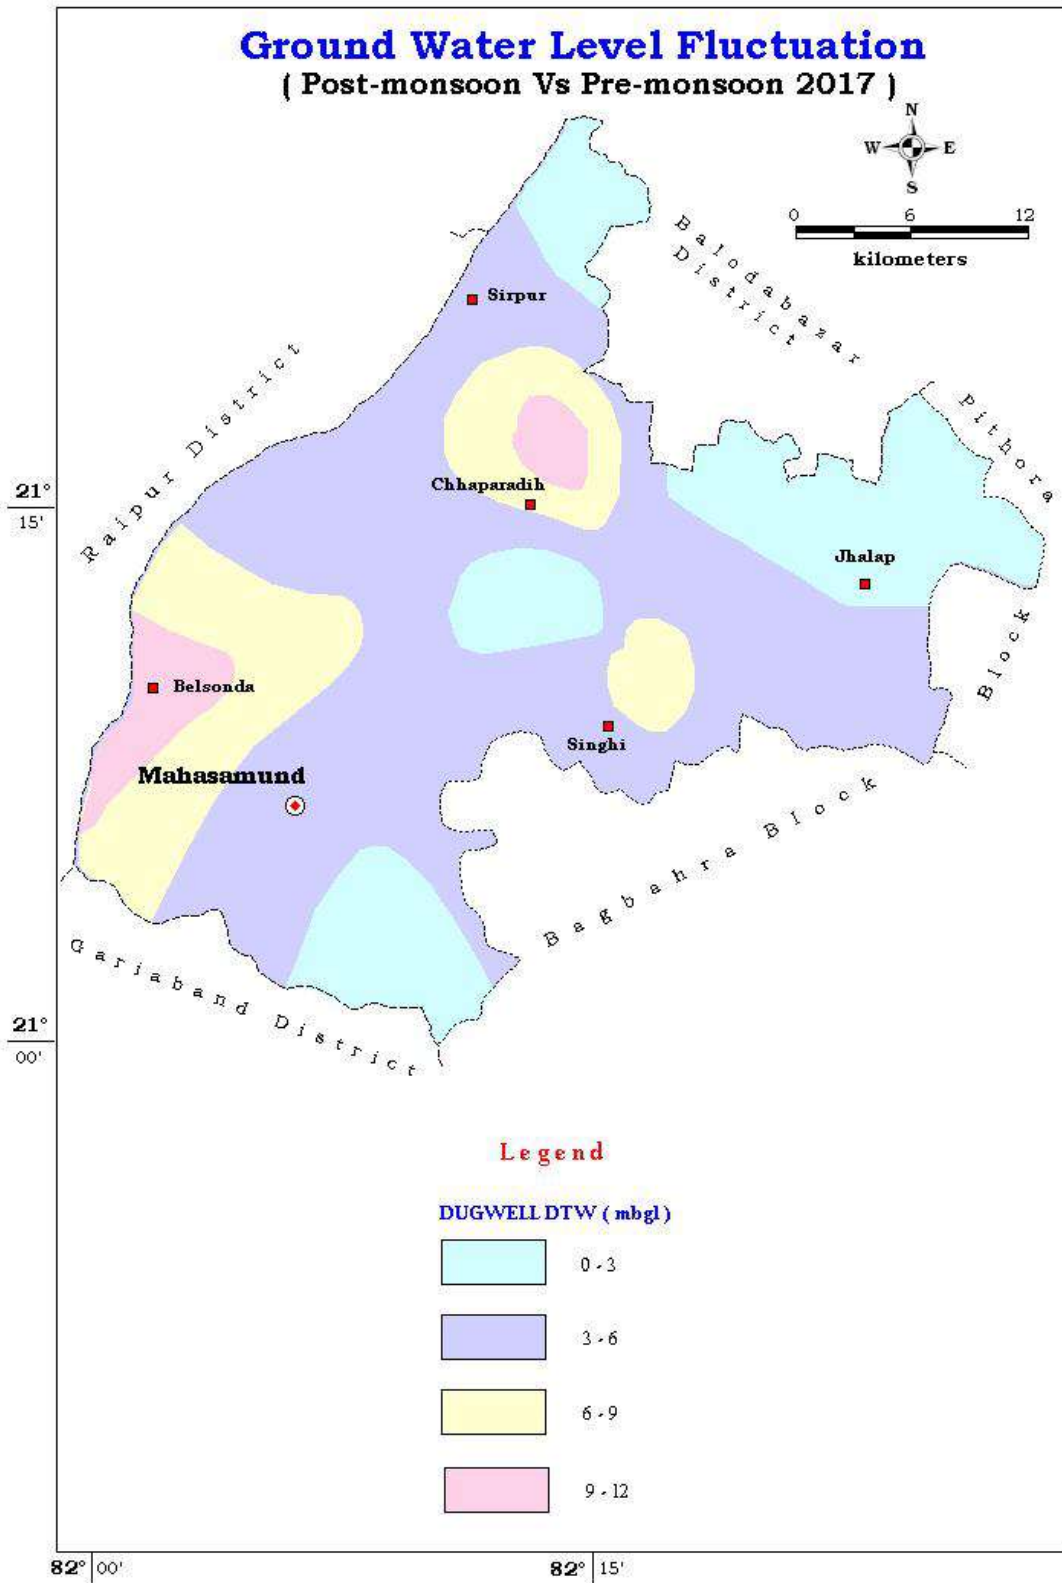 Ground Water Level Fluctuation
( Post-monsoon Vs Pre-monsoon 2017 )
N
W E
S
0 6 12
kilometers
Balodabazar
District
Sirpur
Raipur District
Pithora
Block
Chhaparadih
21°
15'
Jhalap
Belsonda
Singhi
Mahasamund
Bagbahra Block
Gariaband District
21°
00'
Legend
DUGWELL DTW ( mbgl )
0 - 3
3 - 6
6 - 9
9 - 12
82° 00' 82° 15'